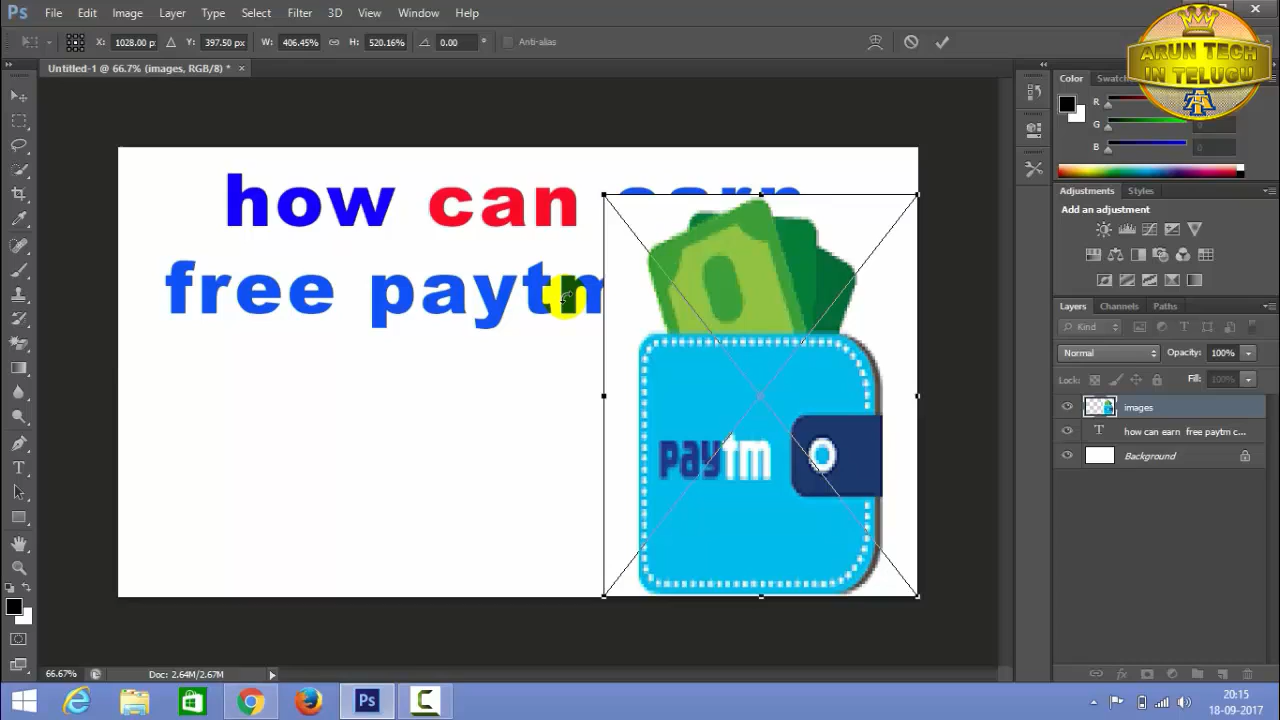 Ps File Edit Image Layer Type Select Filter 3D View Window Help
X: 1028.00 px Y: 397.50 px W: 406.45% H: 520.16% 0.00 ° Anti-alias
Untitled-1 @ 66.7% (images, RGB/8) * ×
ARUN TECH
IN TELUGU
Color Swatches
R
G 0
B 0
how can earn
free paytm
paytm
Adjustments Styles
Add an adjustment
Layers Channels Paths
Kind
Normal Opacity: 100%
Lock: Fill: 100%
images
T how can earn free paytm c...
Background
66.67% Doc: 2.64M/2.67M
Ps
20:15
18-09-2017